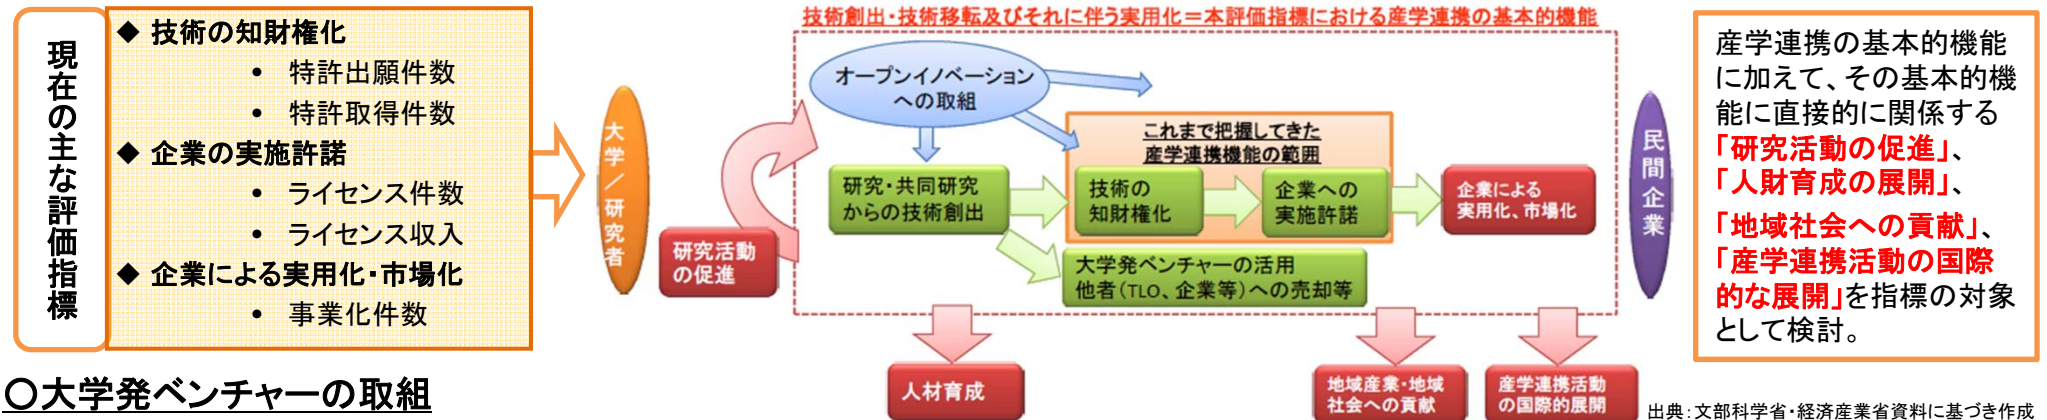 現在の主な評価指標
◆ 技術の知財権化
• 特許出願件数
• 特許取得件数
◆ 企業の実施許諾
• ライセンス件数
• ライセンス収入
◆ 企業による実用化・市場化
• 事業化件数
技術創出・技術移転及びそれに伴う実用化＝本評価指標における産学連携の基本的機能
大学／研究者
オープンイノベーション
への取組
これまで把握してきた
産学連携機能の範囲
研究・共同研究
からの技術創出
技術の
知財権化
企業への
実施許諾
企業による
実用化、市場化
研究活動
の促進
大学発ベンチャーの活用
他者（TLO、企業等）への売却等
民間企業
人材育成
地域産業・地域
社会への貢献
産学連携活動
の国際的展開
産学連携の基本的機能
に加えて、その基本的機
能に直接的に関係する
「研究活動の促進」、
「人財育成の展開」、
「地域社会への貢献」、
「産学連携活動の国際
的な展開」を指標の対象
として検討。
出典：文部科学省・経済産業省資料に基づき作成
〇大学発ベンチャーの取組